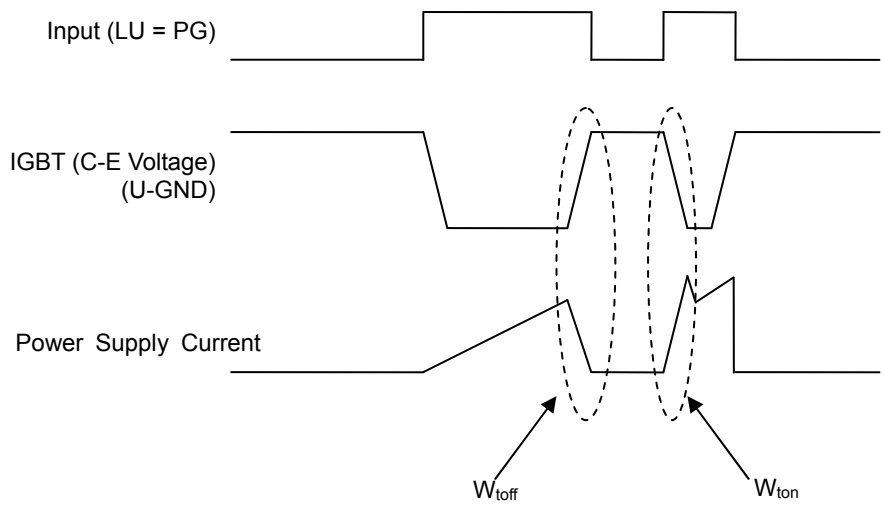 Input (LU = PG)
IGBT (C-E Voltage)
(U-GND)
Power Supply Current
Wtoff
Wton